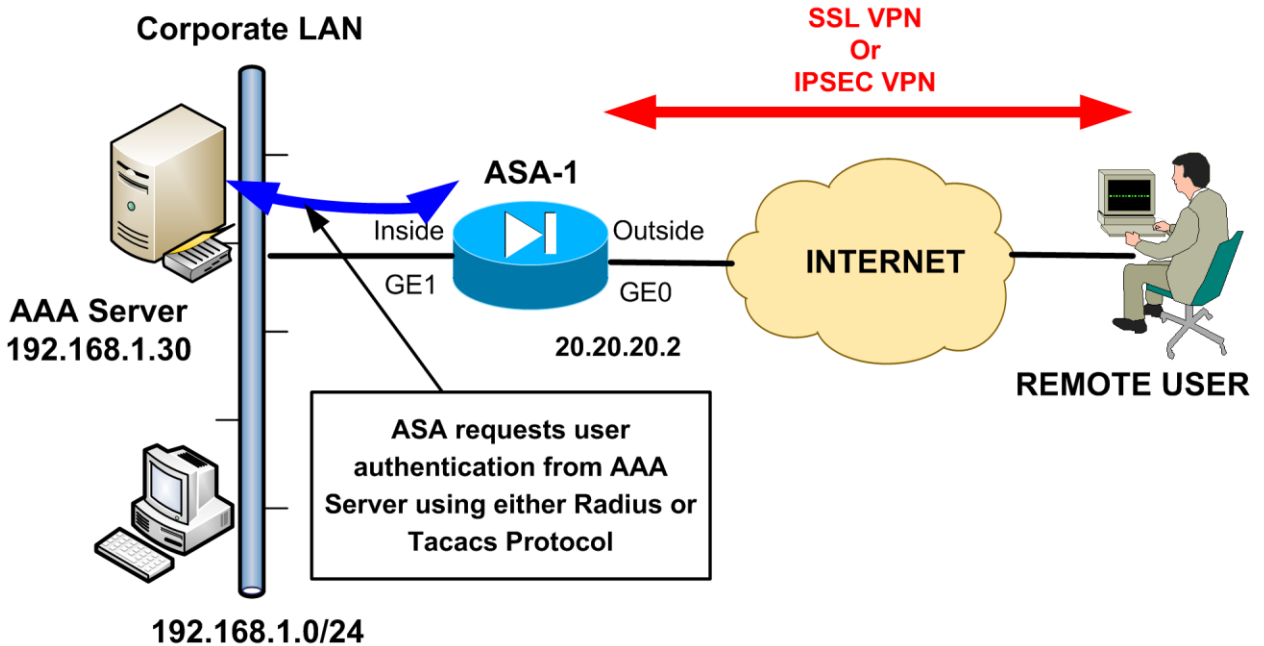 Corporate LAN
SSL VPN
Or
IPSEC VPN
ASA-1
Inside
Outside
INTERNET
GE1
GE0
AAA Server
192.168.1.30
20.20.20.2
REMOTE USER
ASA requests user
authentication from AAA
Server using either Radius or
Tacacs Protocol
192.168.1.0/24